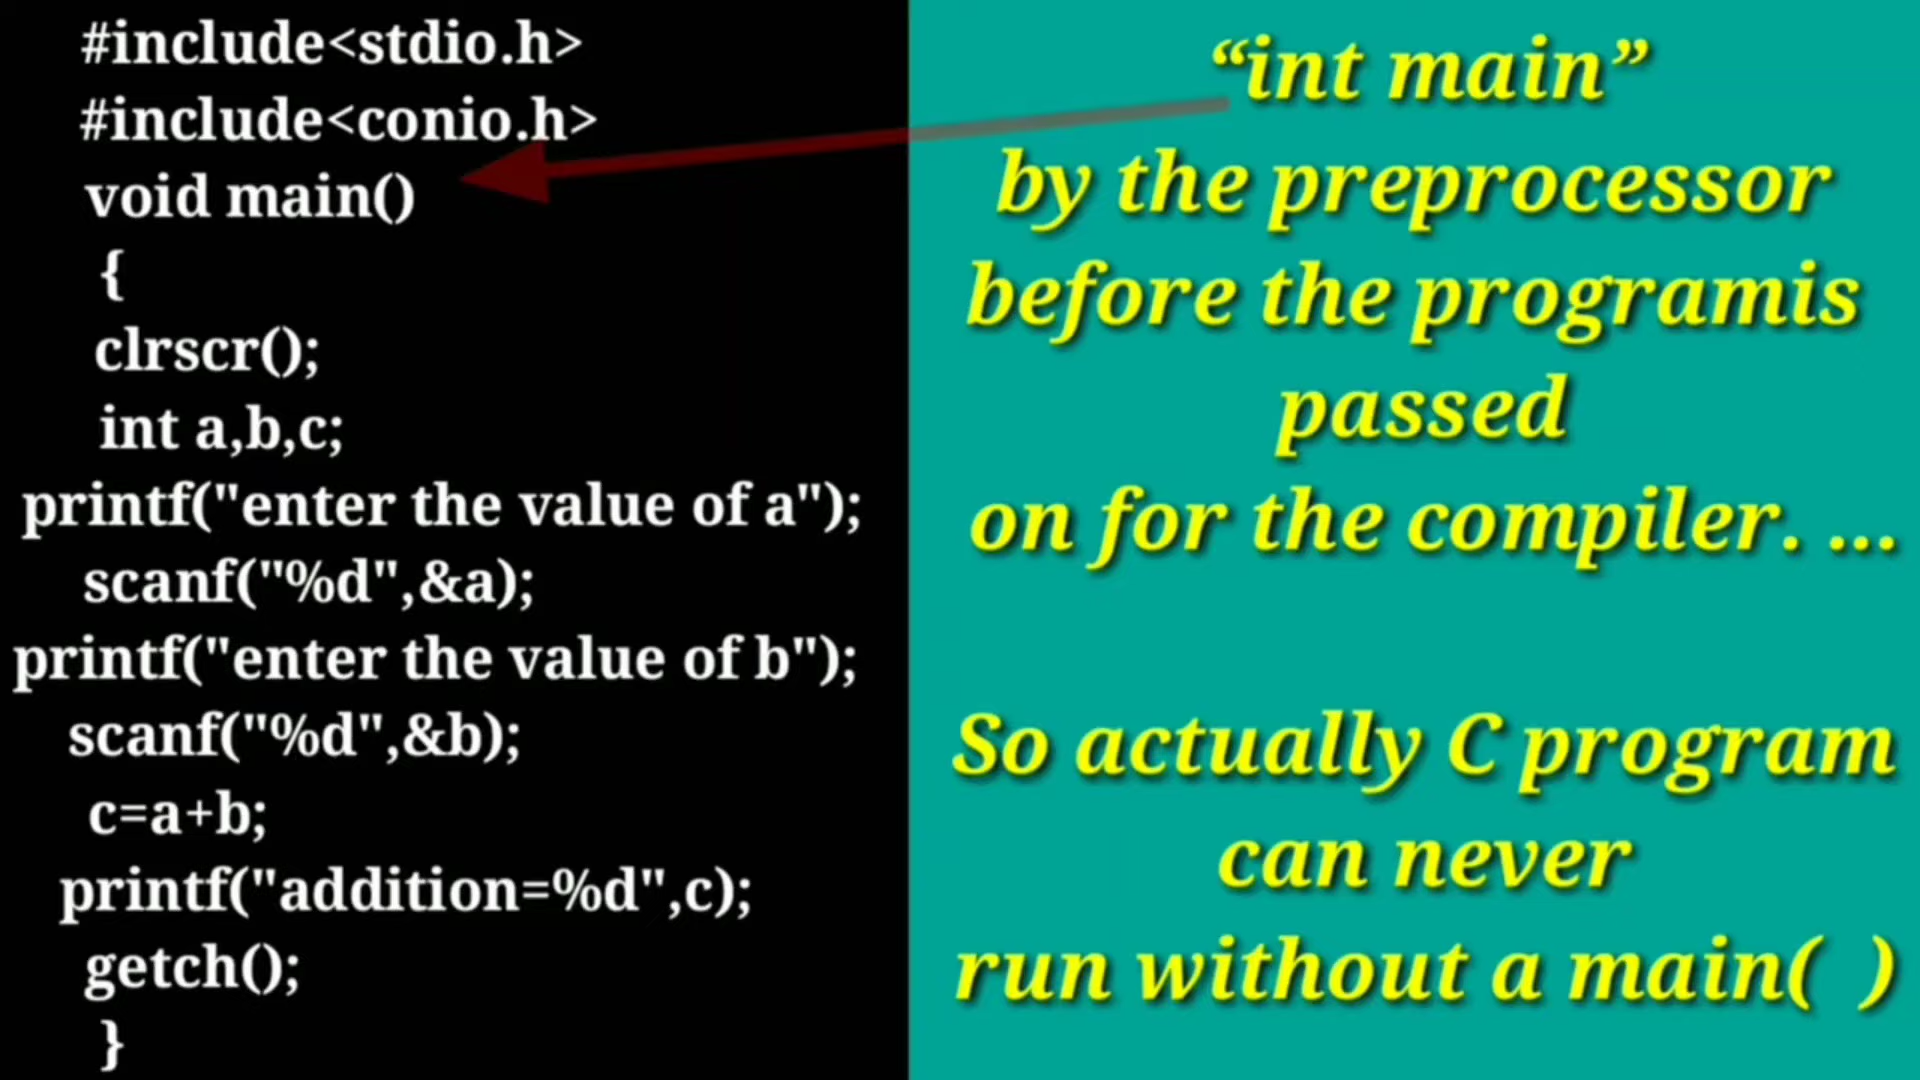 #include<stdio.h>
#include<conio.h>
void main()
{
clrscr();
int a,b,c;
printf("enter the value of a");
scanf("%d",&a);
printf("enter the value of b");
scanf("%d",&b);
c=a+b;
printf("addition=%d",c);
getch();
}
“int main”
by the preprocessor
before the programis
passed
on for the compiler. ...
So actually C program
can never
run without a main(  )